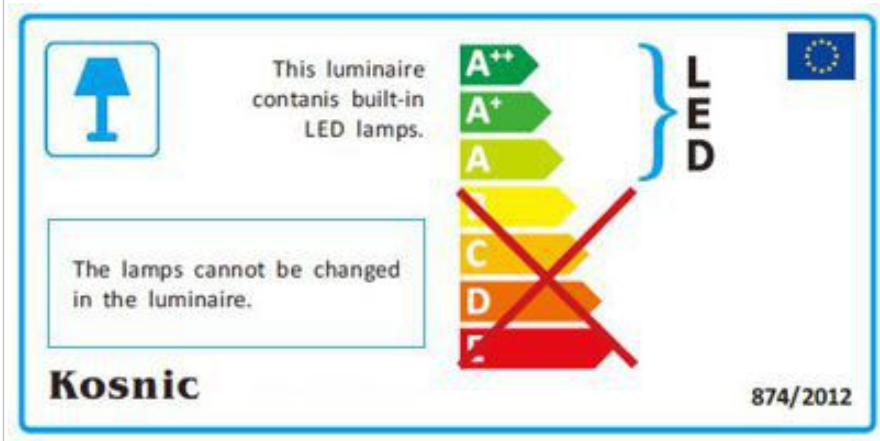 This luminaire
contanis built-in
LED lamps.
A++
A+
A
B
C
D
E
L
E
D
The lamps cannot be changed
in the luminaire.
Kosnic
874/2012